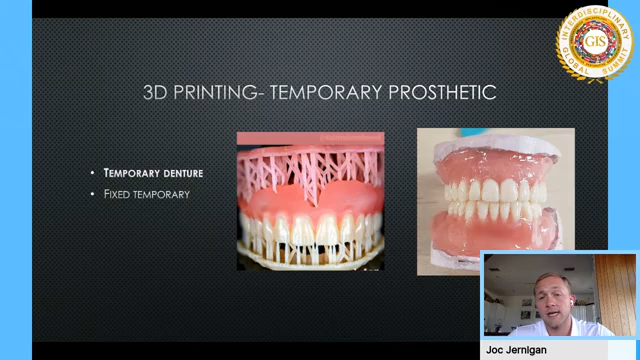 INTERDISCIPLINARY
GIS
GLOBAL SUMMIT
3D PRINTING- TEMPORARY PROSTHETIC
• TEMPORARY DENTURE
• FIXED TEMPORARY
Joc Jernigan